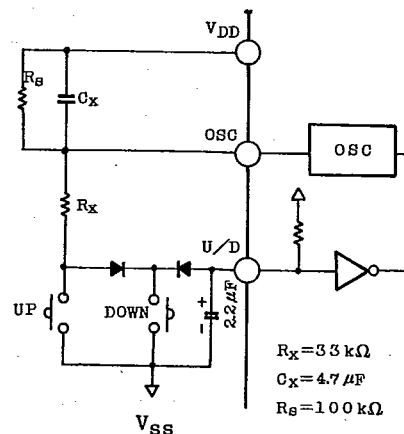 VDD
Rs
Cx
OSC
OSC
Rx
U/D
UP
DOWN
+
-
2.2μF
VSS
Rx=33kΩ
Cx=4.7μF
Rs=100kΩ